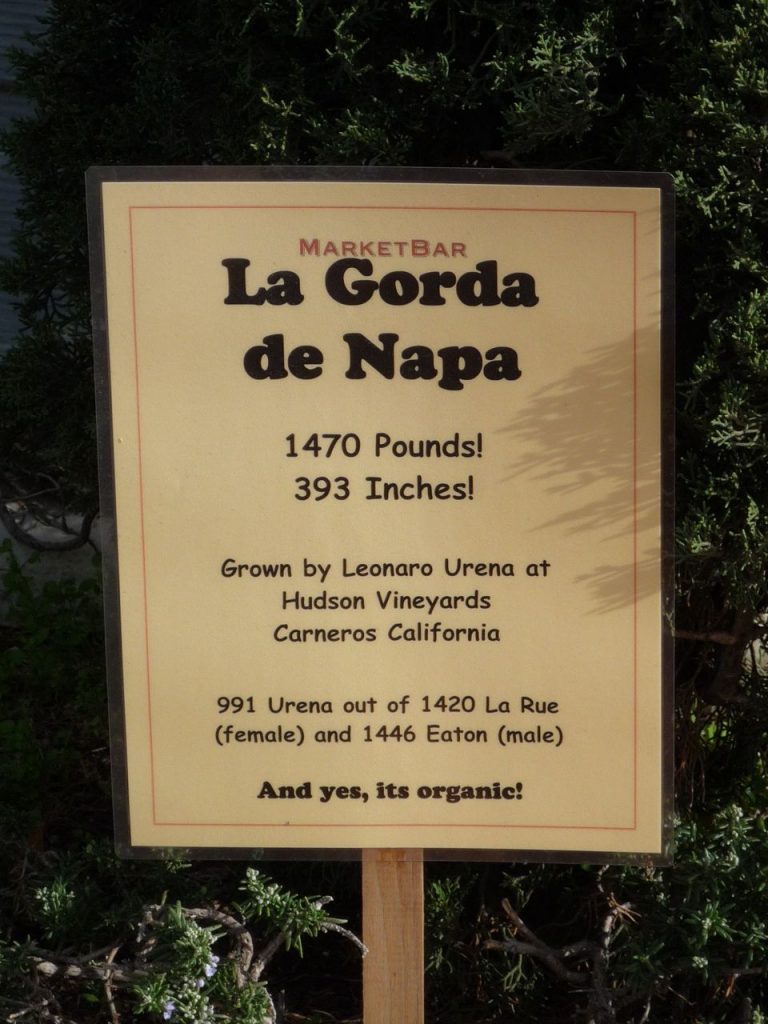 MARKETBAR
La Gorda
de Napa
1470 Pounds!
393 Inches!
Grown by Leonaro Urena at
Hudson Vineyards
Carneros California
991 Urena out of 1420 La Rue
(female) and 1446 Eaton (male)
And yes, its organic!